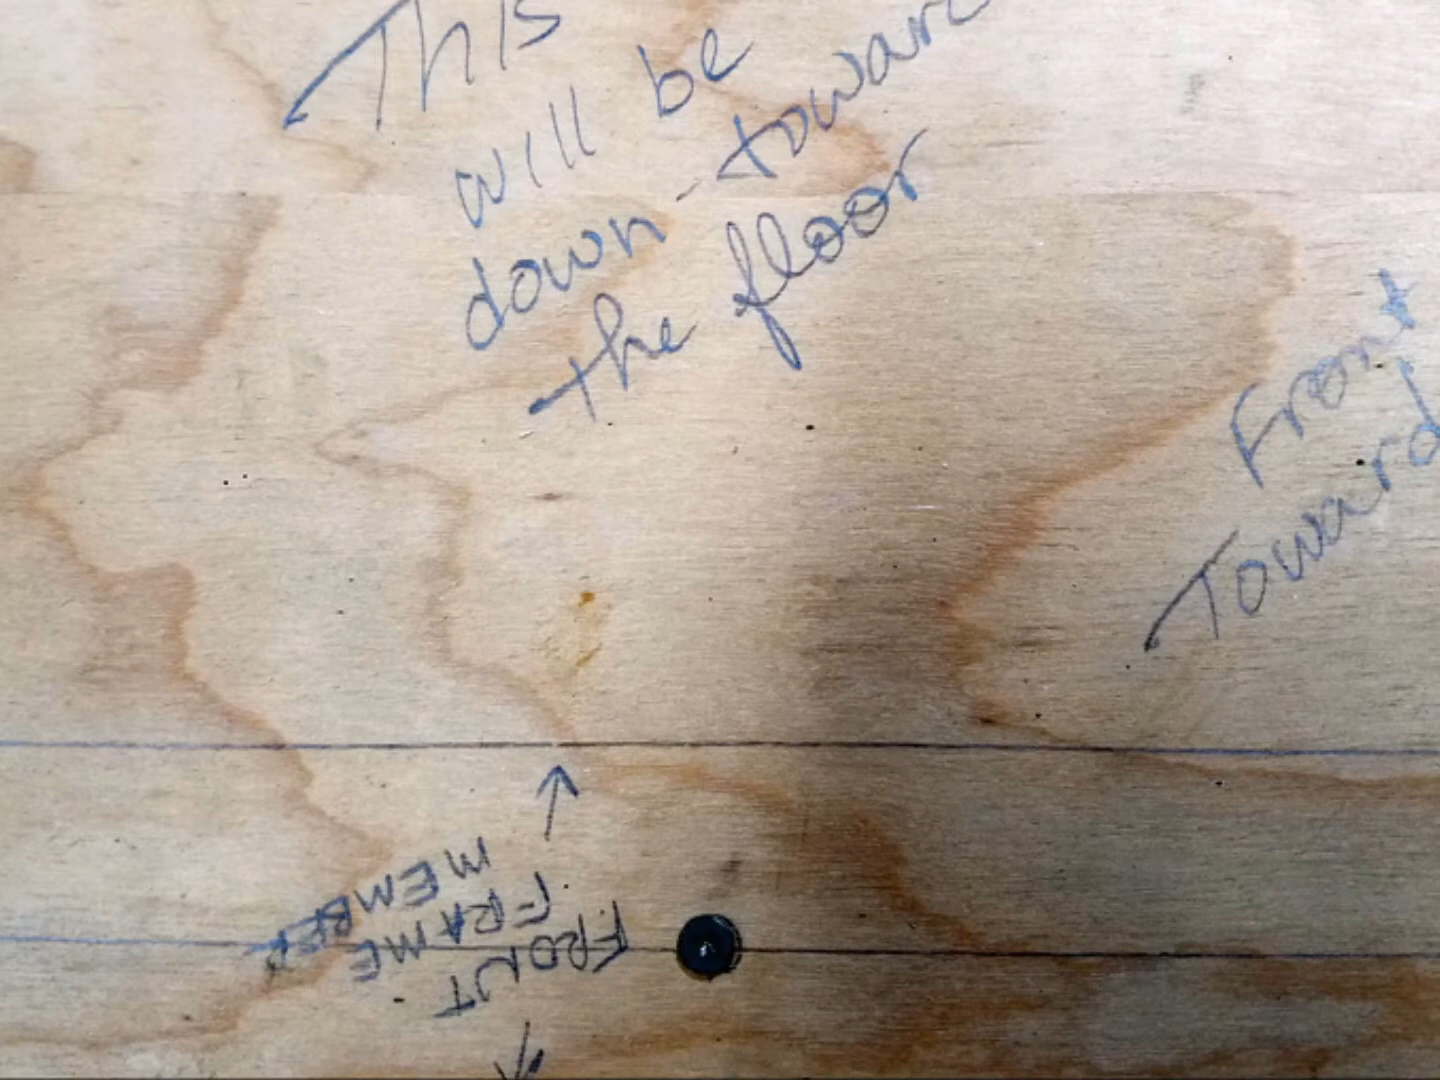 This
will be
down - toward
the floor
Front
Toward
FRONT
FRAME
MEMBER